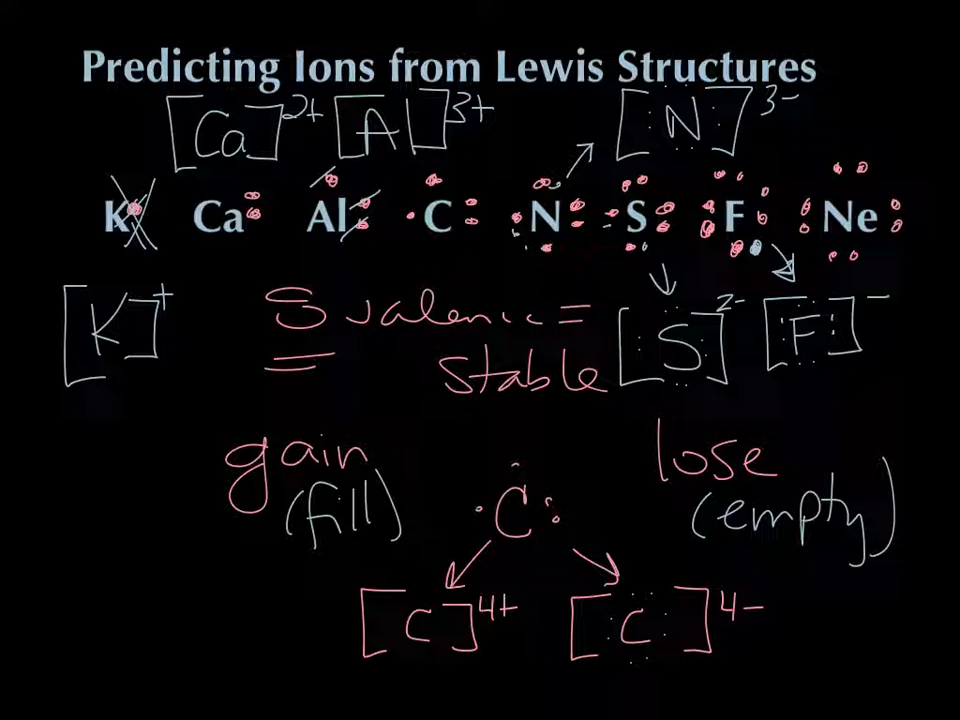 Predicting Ions from Lewis Structures
[Ca]2+ [Al]3+ [N]3-
K Ca Al C N S F Ne
[K]+ 8 valence = [S]2- [F]-
stable
gain lose
(fill) C (empty)
[C]4+ [C]4-